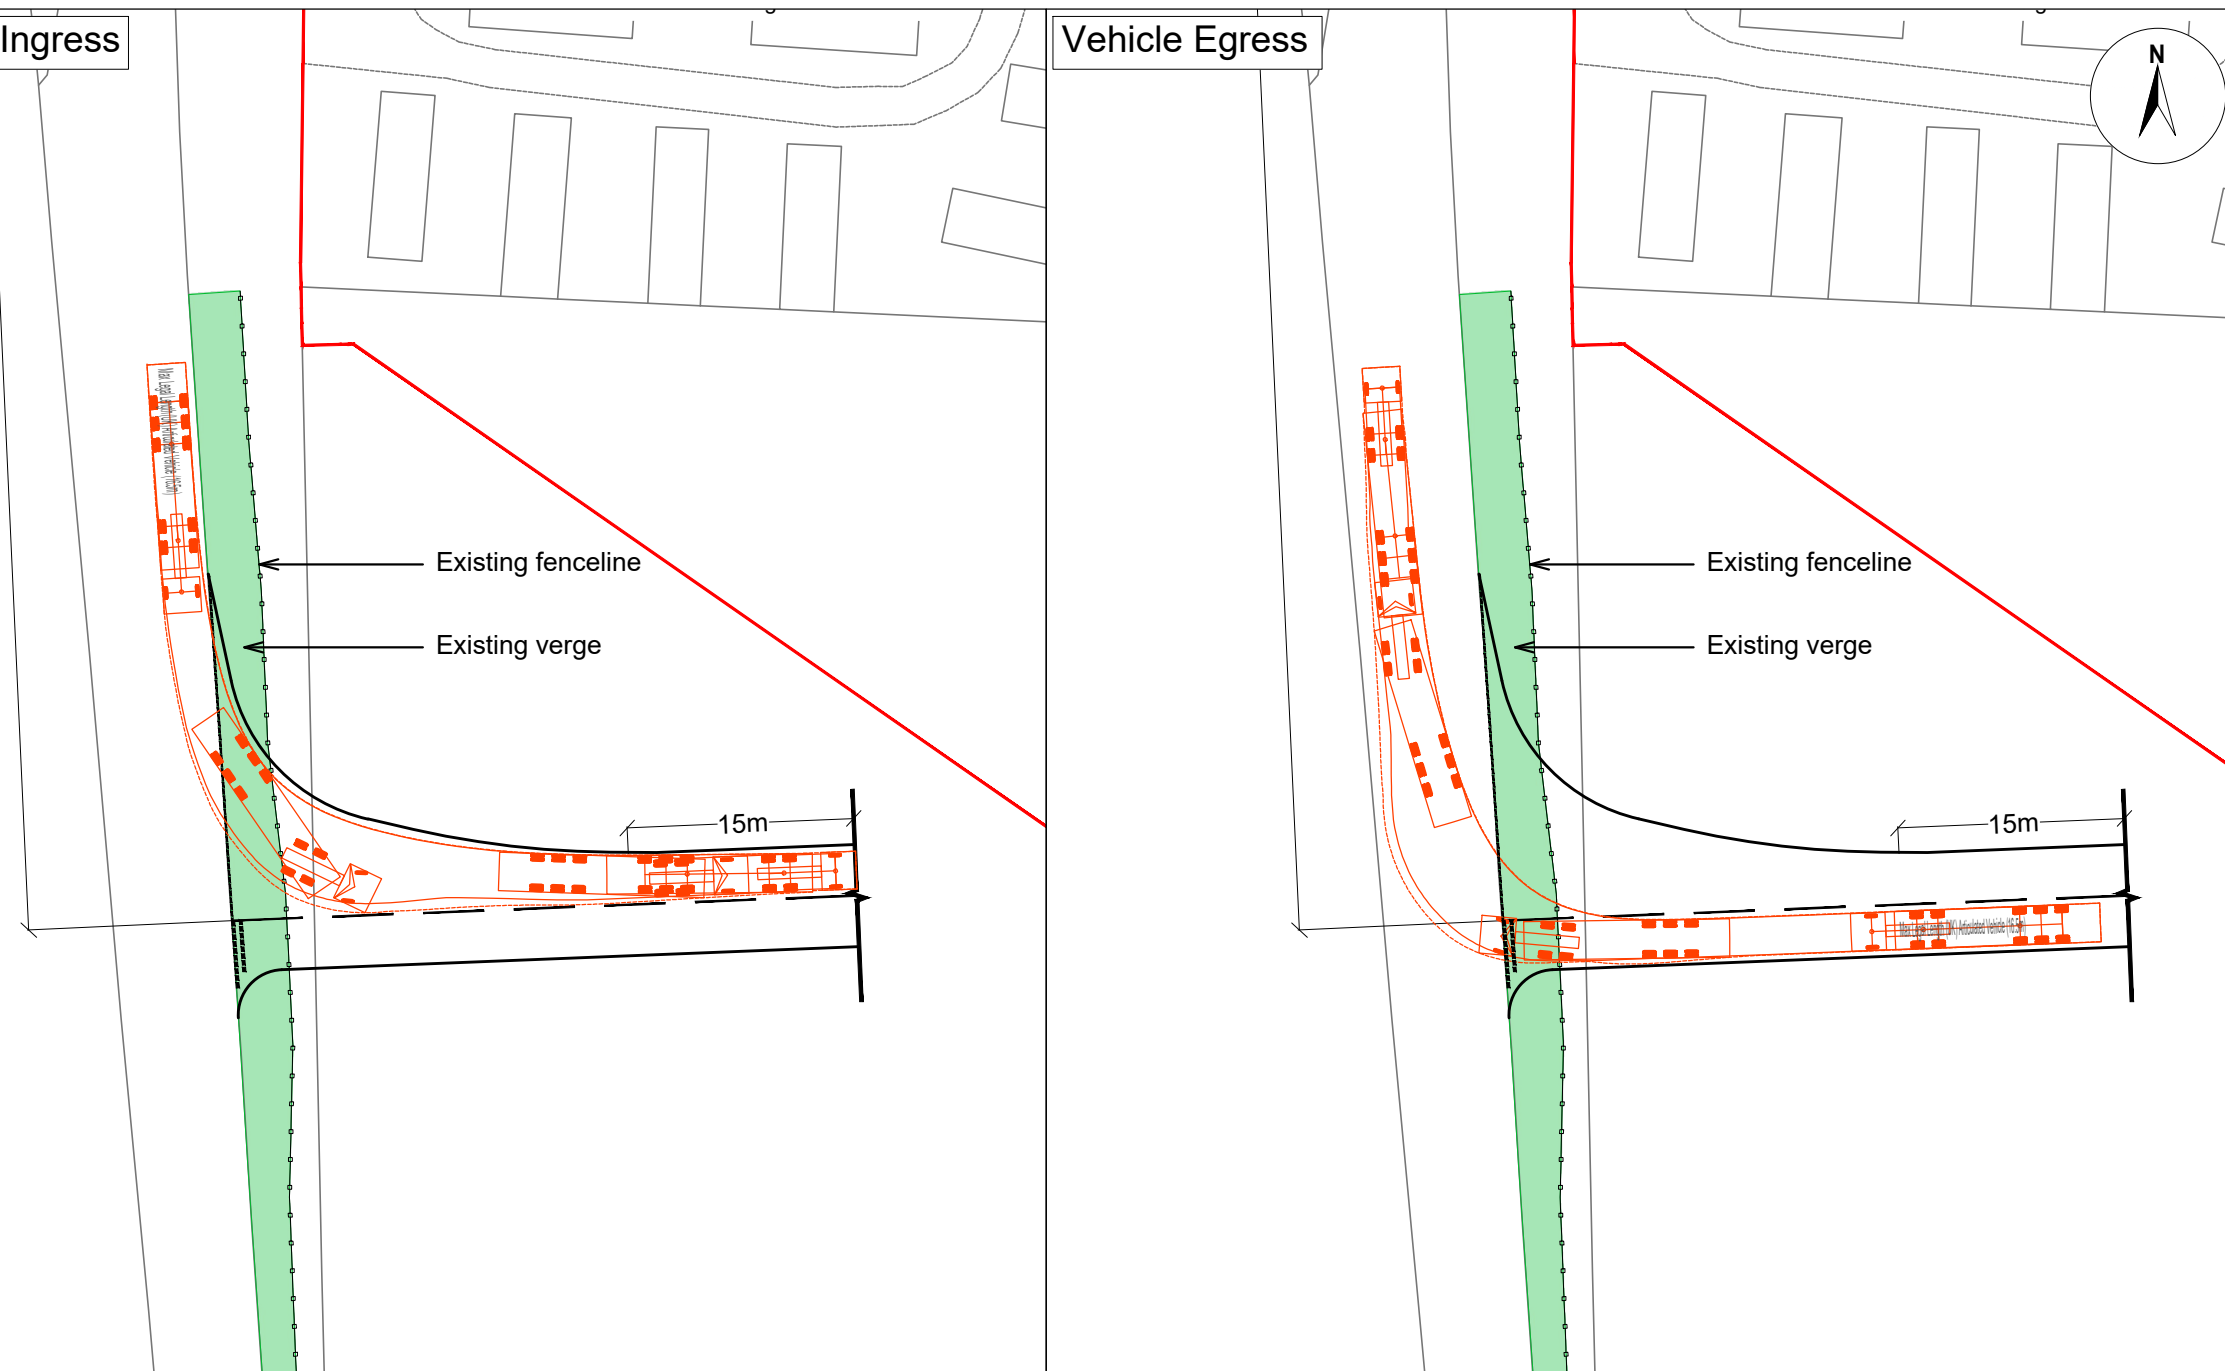 Ingress
Existing fenceline
Existing verge
15m
Vehicle Egress
N
Existing fenceline
Existing verge
15m